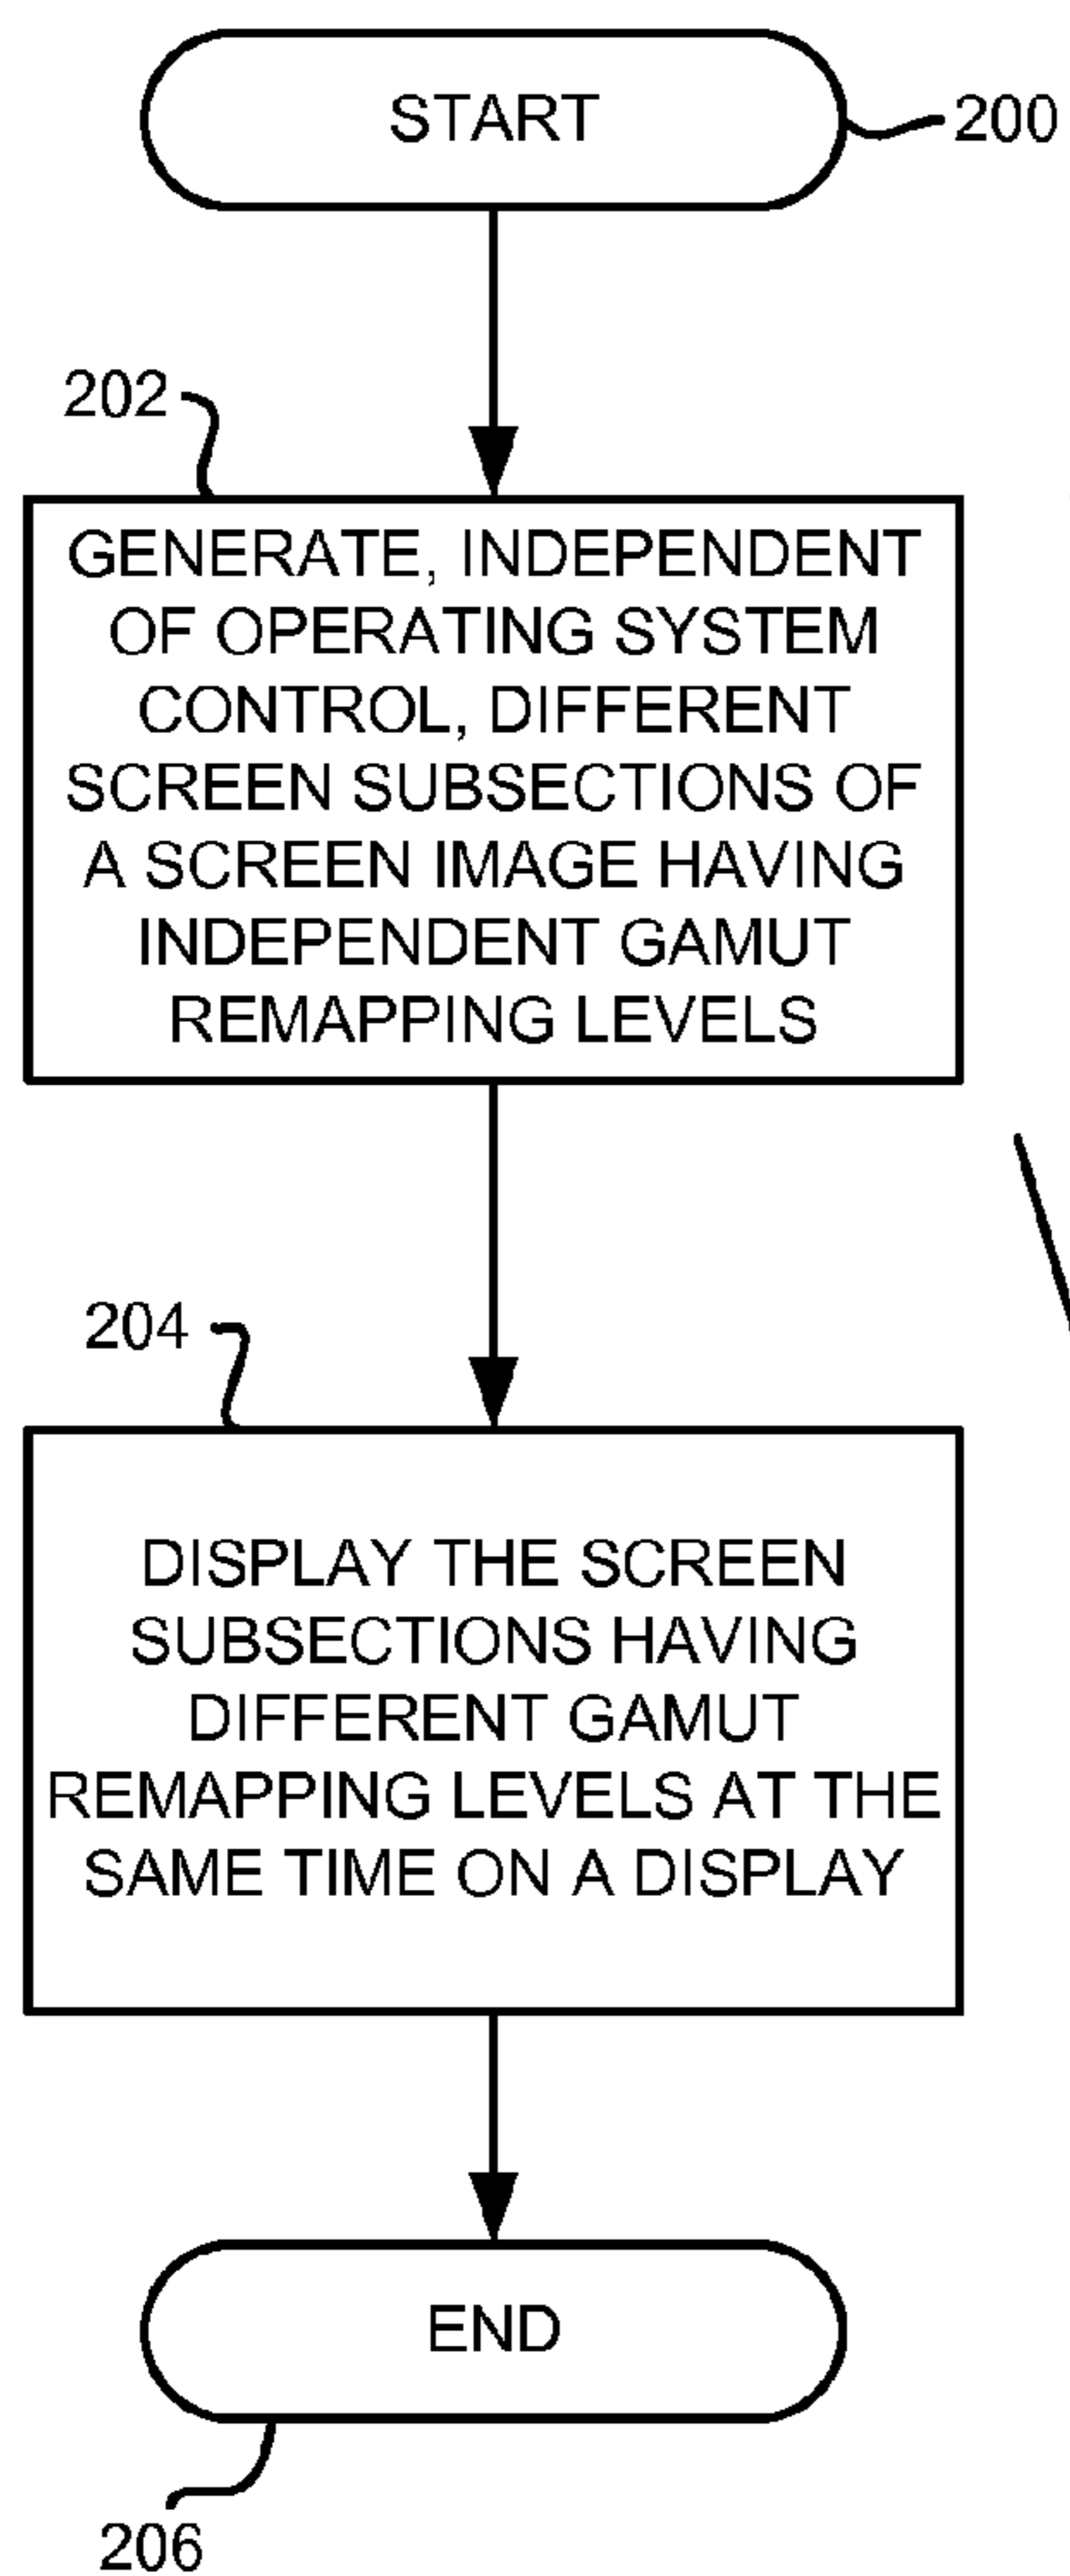 START
200
202
GENERATE, INDEPENDENT
OF OPERATING SYSTEM
CONTROL, DIFFERENT
SCREEN SUBSECTIONS OF
A SCREEN IMAGE HAVING
INDEPENDENT GAMUT
REMAPPING LEVELS
204
DISPLAY THE SCREEN
SUBSECTIONS HAVING
DIFFERENT GAMUT
REMAPPING LEVELS AT THE
SAME TIME ON A DISPLAY
END
206